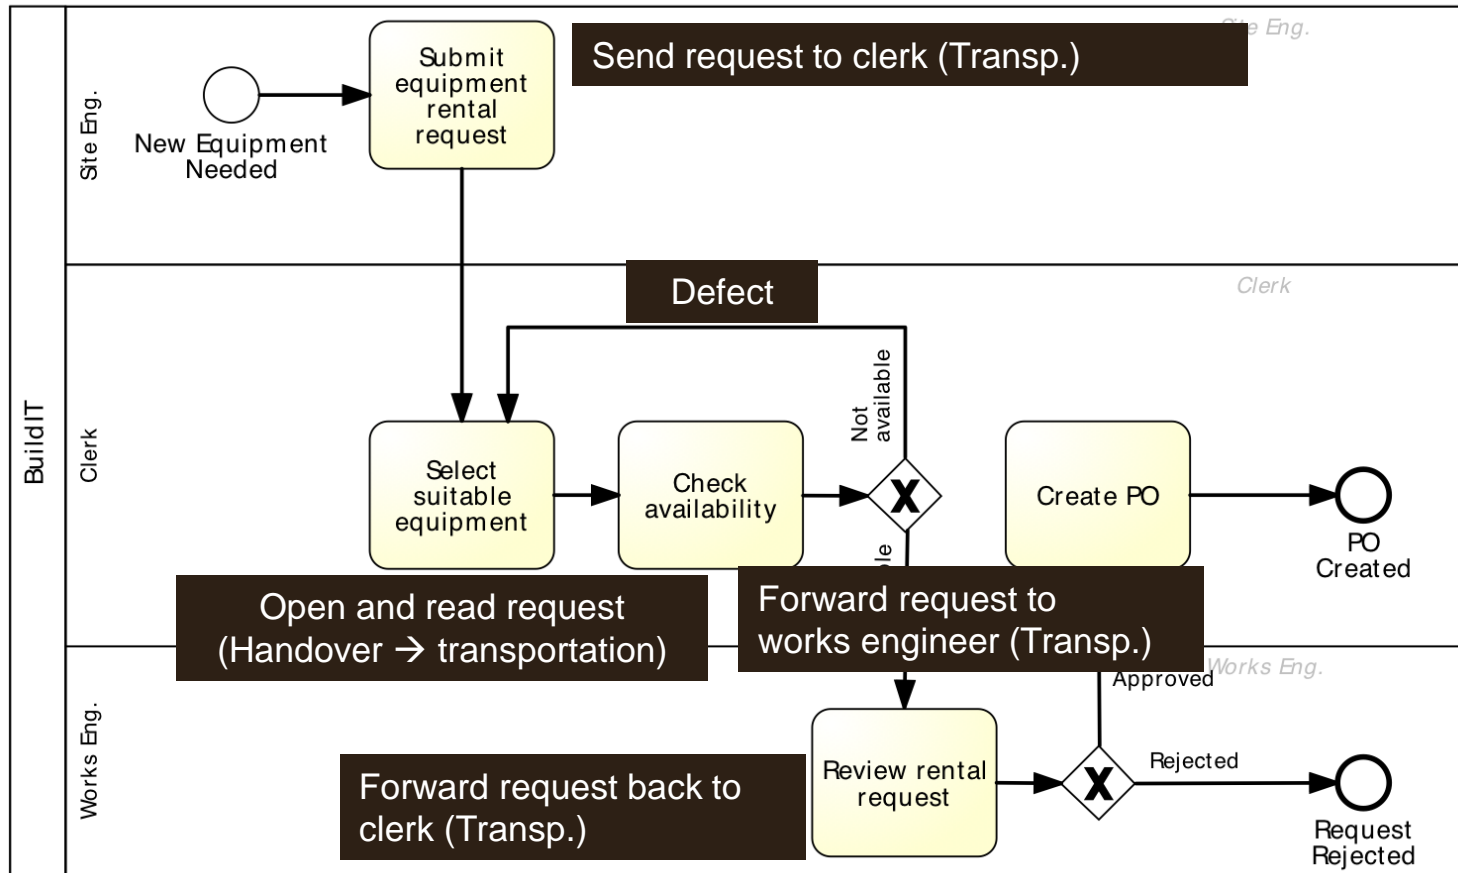 Submit
equipment
rental
request
Send request to clerk (Transp.)
Eng.
Site Eng.
New Equipment
Needed
BuildIT
Clerk
Defect
Clerk
Not
available
Select
suitable
equipment
Check
availability
X
Create PO
PO
Created
Open and read request
(Handover → transportation)
Forward request to
works engineer (Transp.)
Works Eng.
Works Eng.
Approved
Forward request back to
clerk (Transp.)
Review rental
request
X
Rejected
Request
Rejected